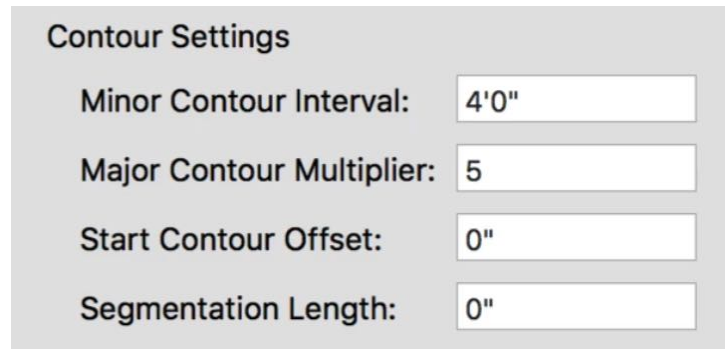 Contour Settings
Minor Contour Interval: 4'0"
Major Contour Multiplier: 5
Start Contour Offset: 0"
Segmentation Length: 0"